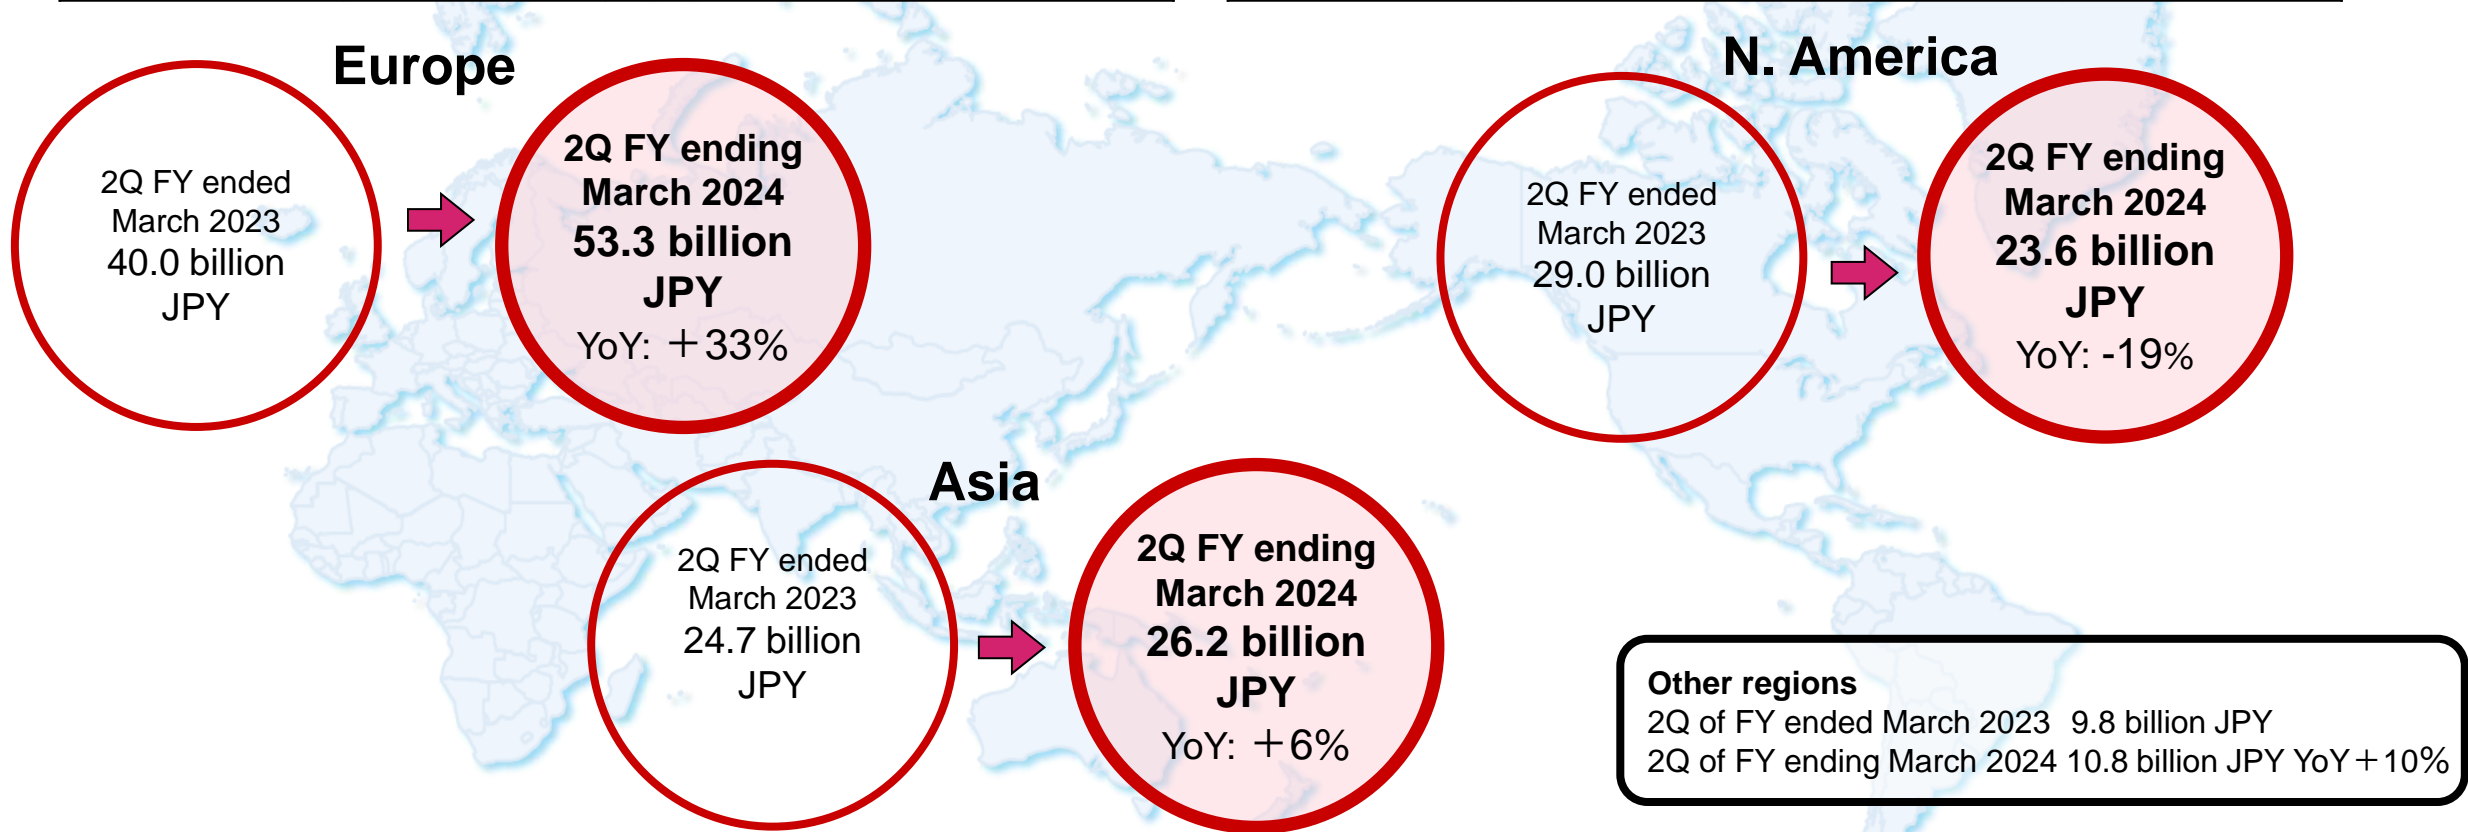 Europe
2Q FY ended
March 2023
40.0 billion
JPY
2Q FY ending
March 2024
53.3 billion
JPY
YoY: +33%
N. America
2Q FY ended
March 2023
29.0 billion
JPY
2Q FY ending
March 2024
23.6 billion
JPY
YoY: -19%
Asia
2Q FY ended
March 2023
24.7 billion
JPY
2Q FY ending
March 2024
26.2 billion
JPY
YoY: +6%
Other regions
2Q of FY ended March 2023 9.8 billion JPY
2Q of FY ending March 2024 10.8 billion JPY YoY+10%